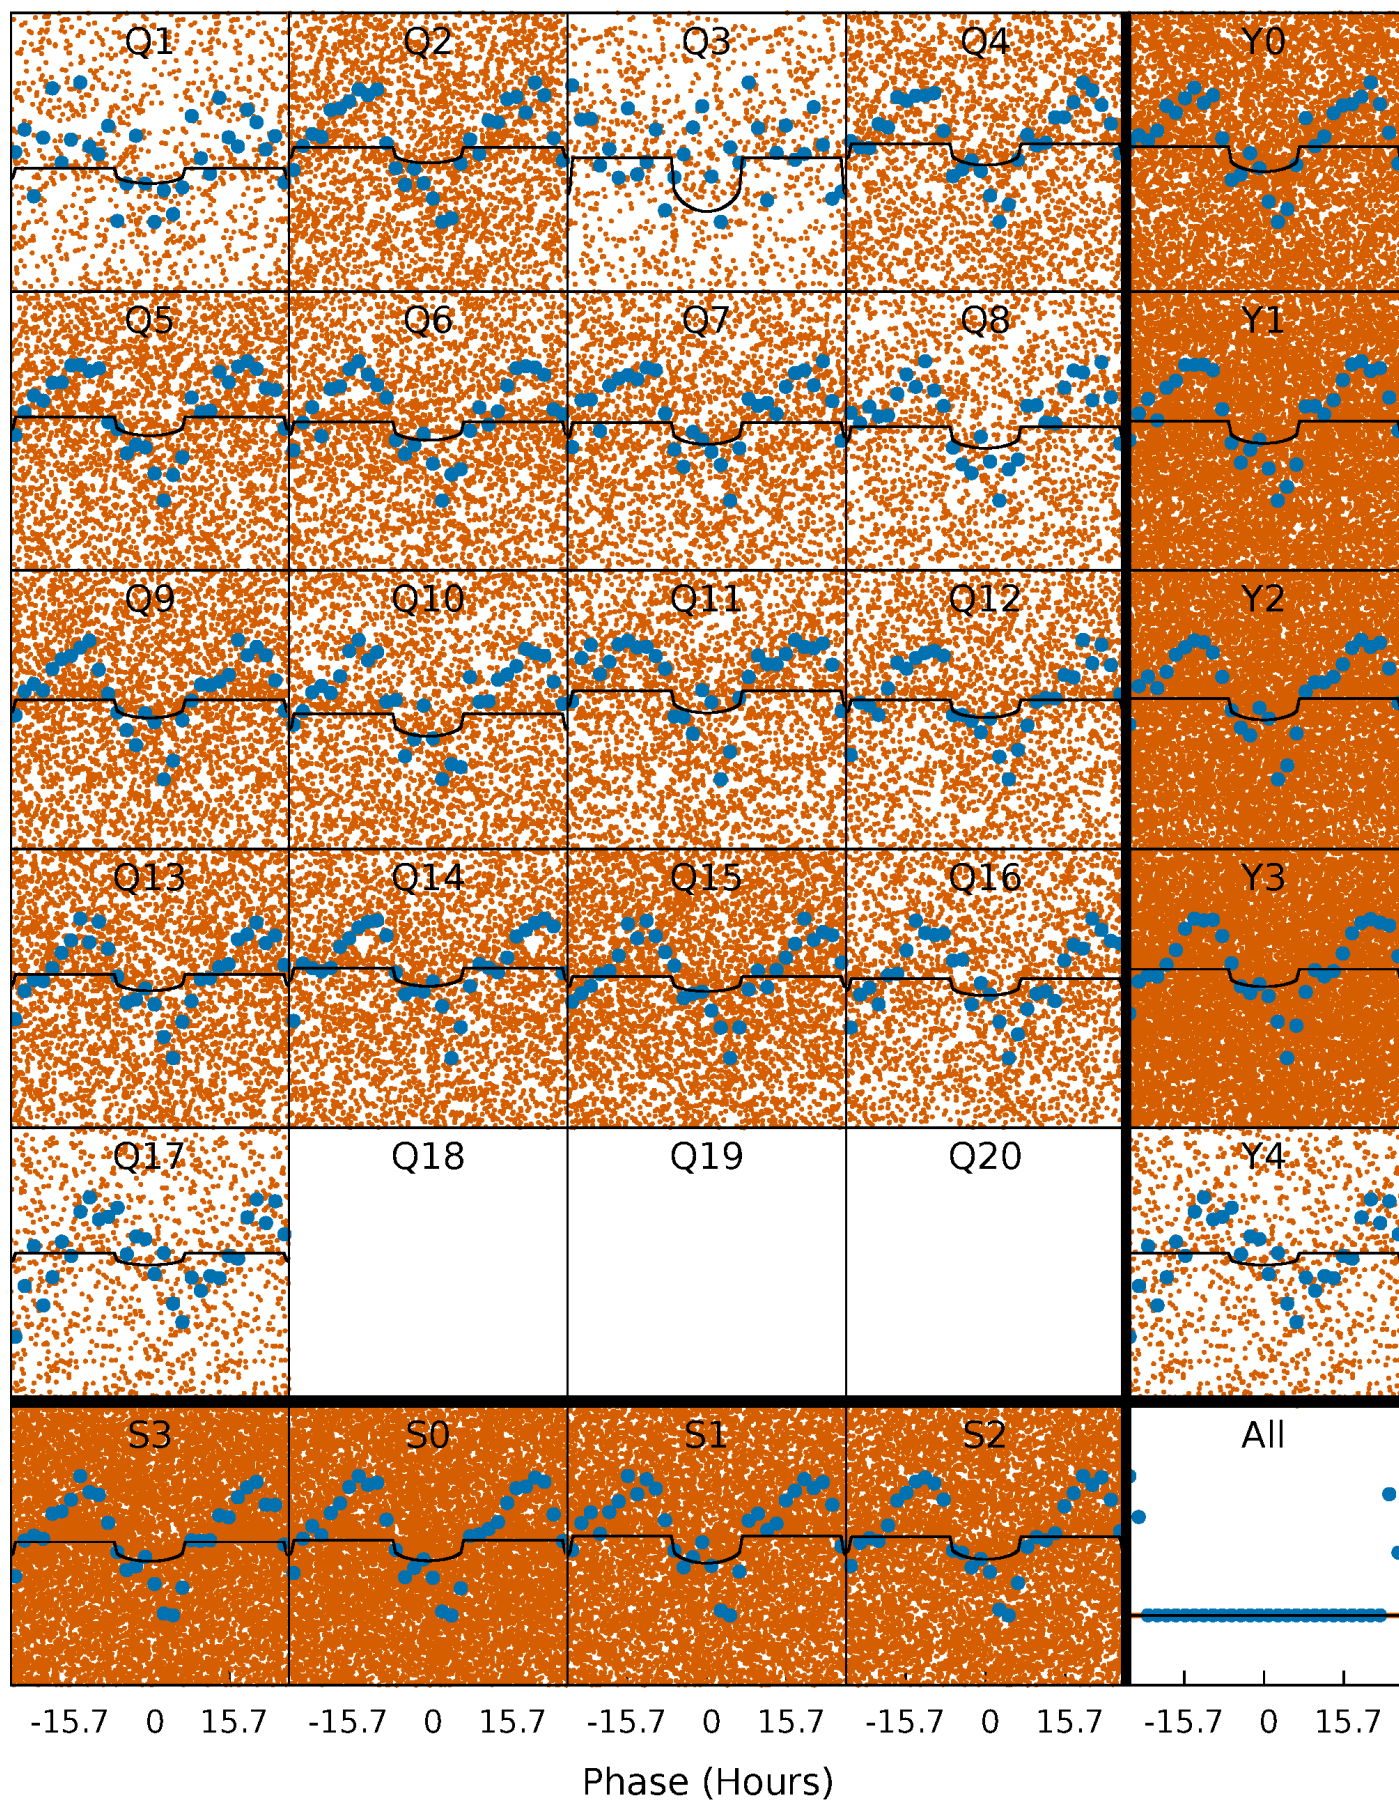 Q1 Q2 Q3 Q4 Y0
Q5 Q6 Q7 Q8 Y1
Q9 Q10 Q11 Q12 Y2
Q13 Q14 Q15 Q16 Y3
Q17 Q18 Q19 Q20 Y4
S3 S0 S1 S2 All
-15.7 0 15.7 -15.7 0 15.7 -15.7 0 15.7 -15.7 0 15.7 -15.7 0 15.7
Phase (Hours)